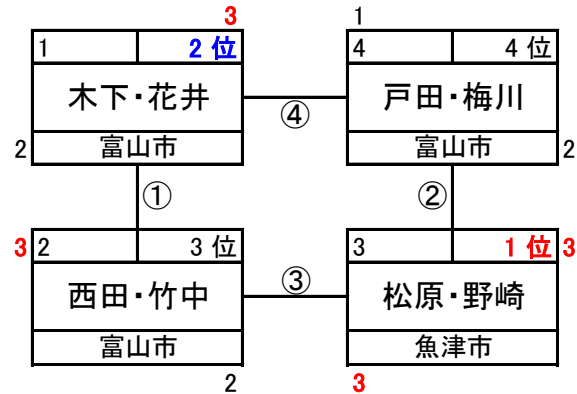 3 1
1 2 位 4 4 位
木下・花井 戸田・梅川
④
2 富山市 富山市 2
① ②
3 2 3 位 3 1 位 3
西田・竹中 松原・野崎
③
富山市 魚津市
2 3